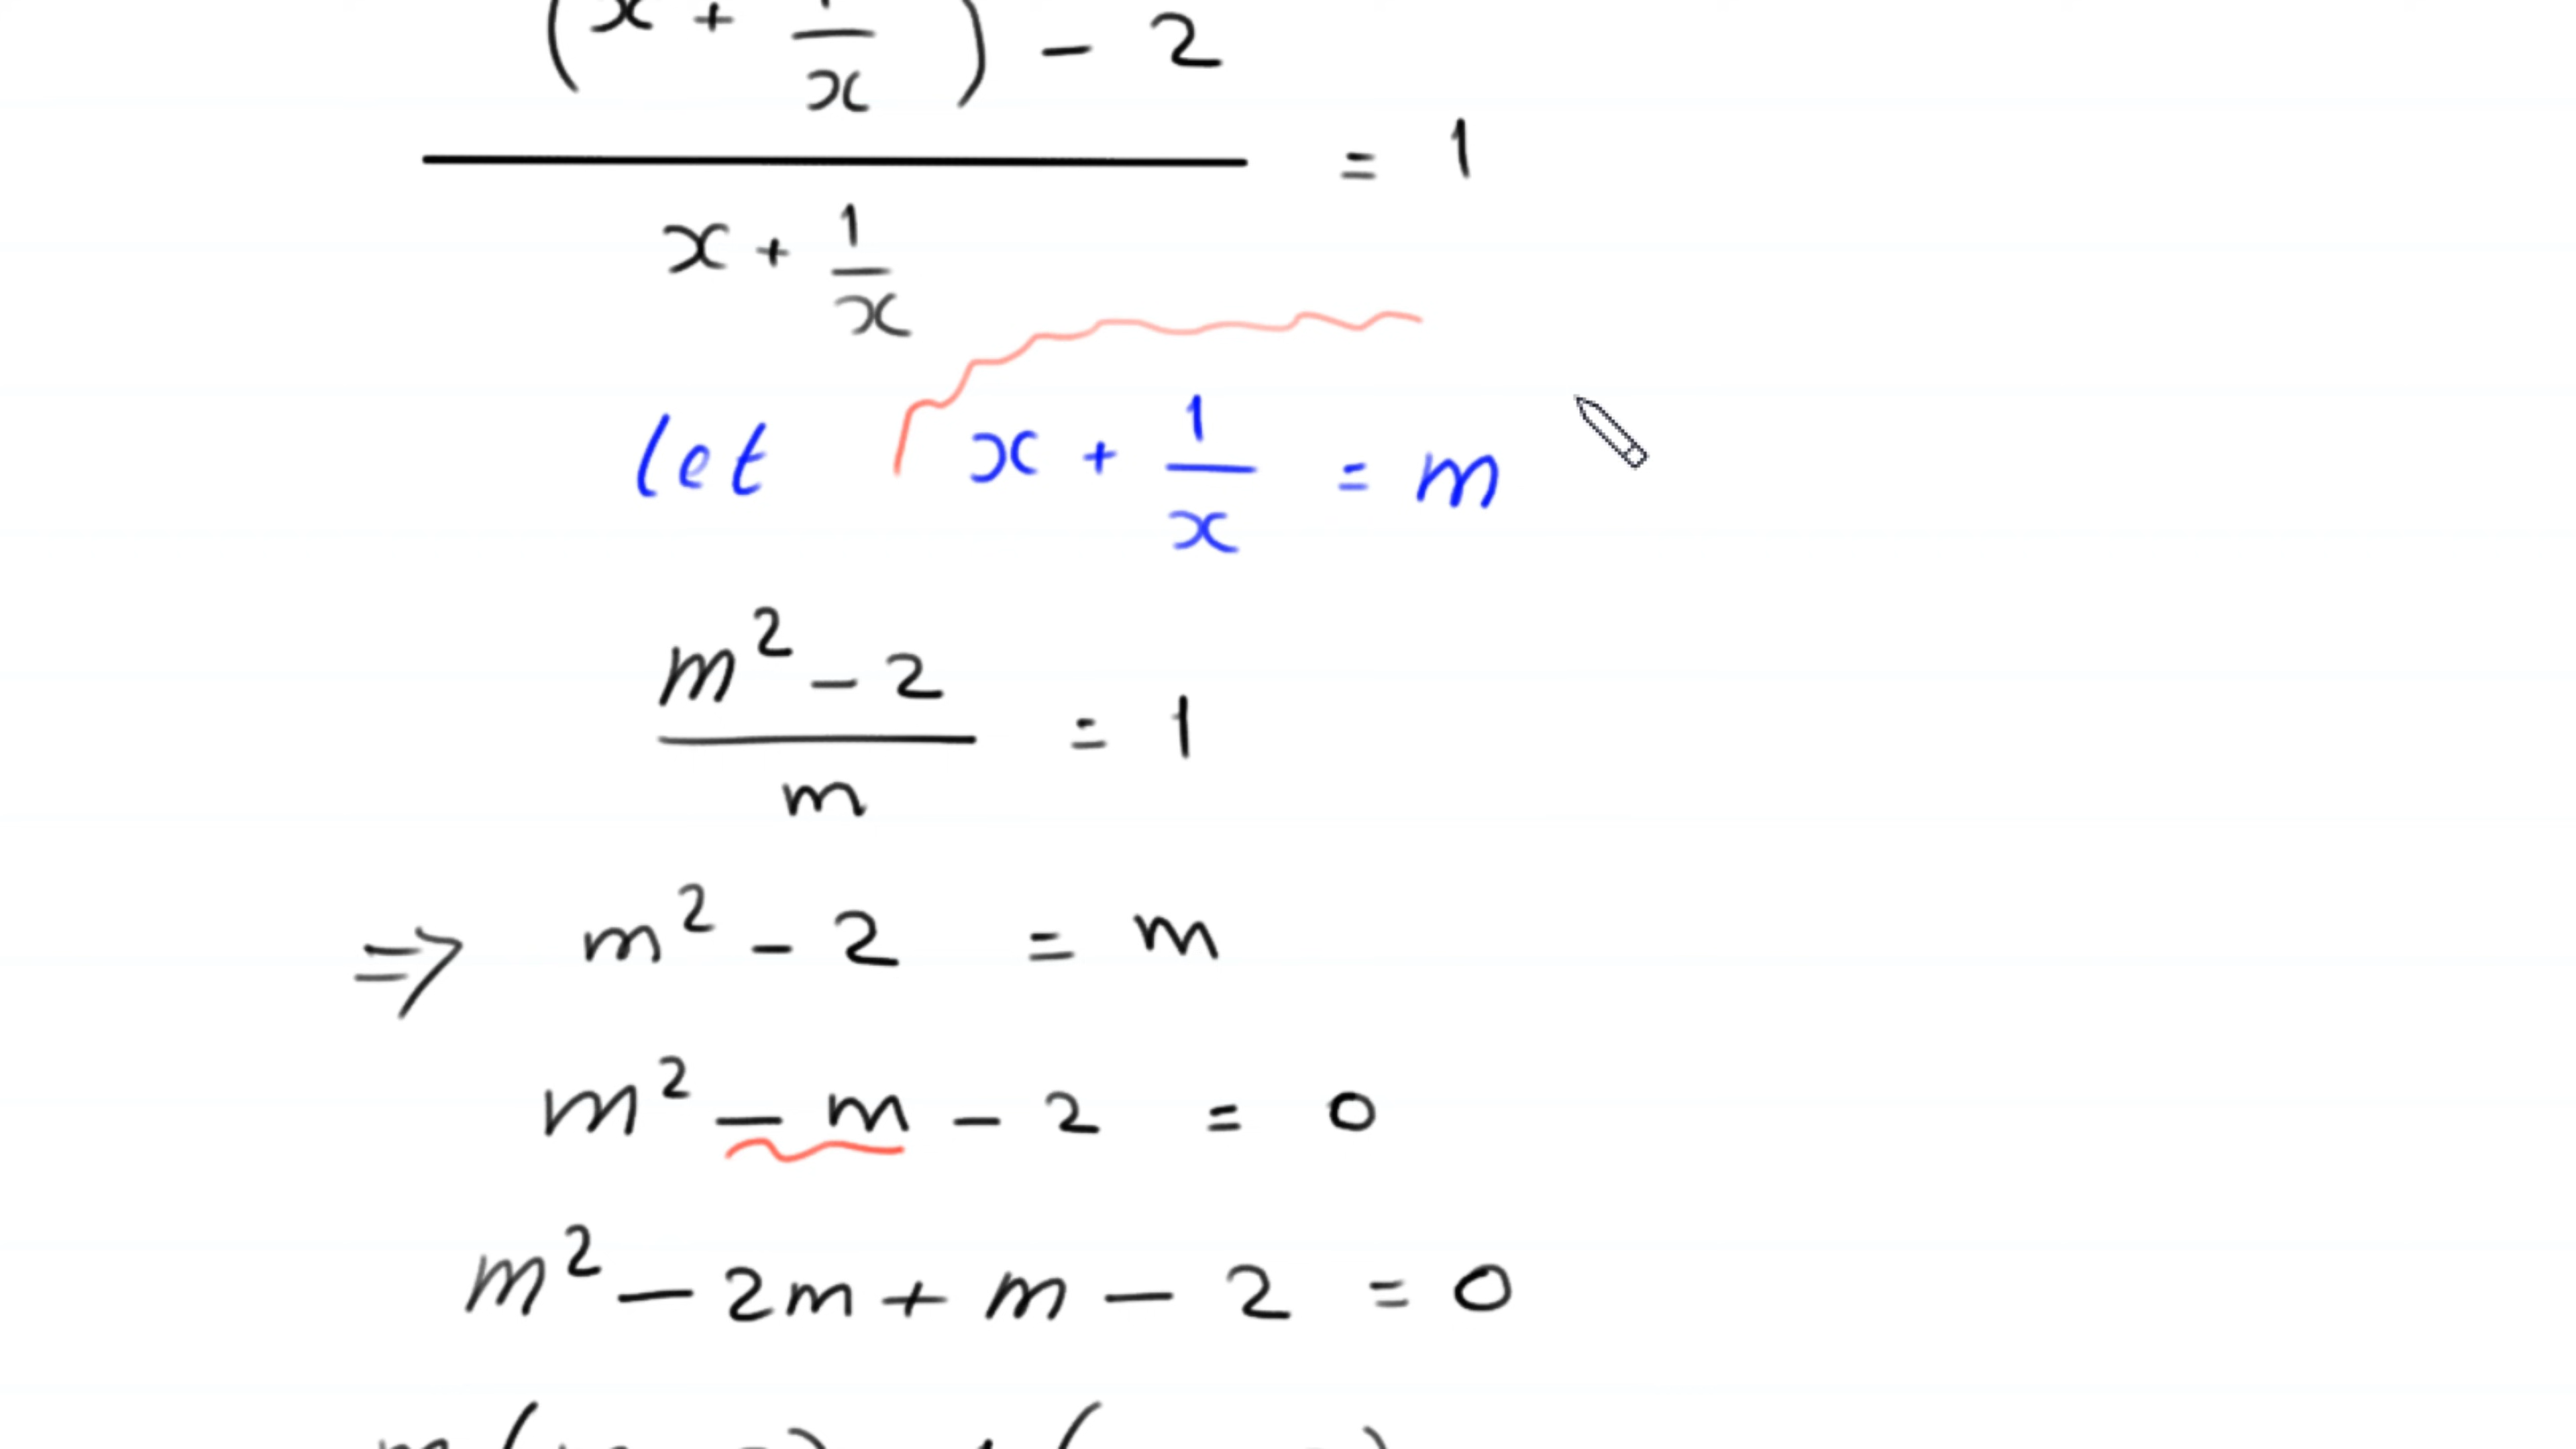 (x + 1/x) - 2
= 1
x + 1/x
let x + 1/x = m
m² - 2
= 1
m
⇒ m² - 2 = m
m² - m - 2 = 0
m² - 2m + m - 2 = 0